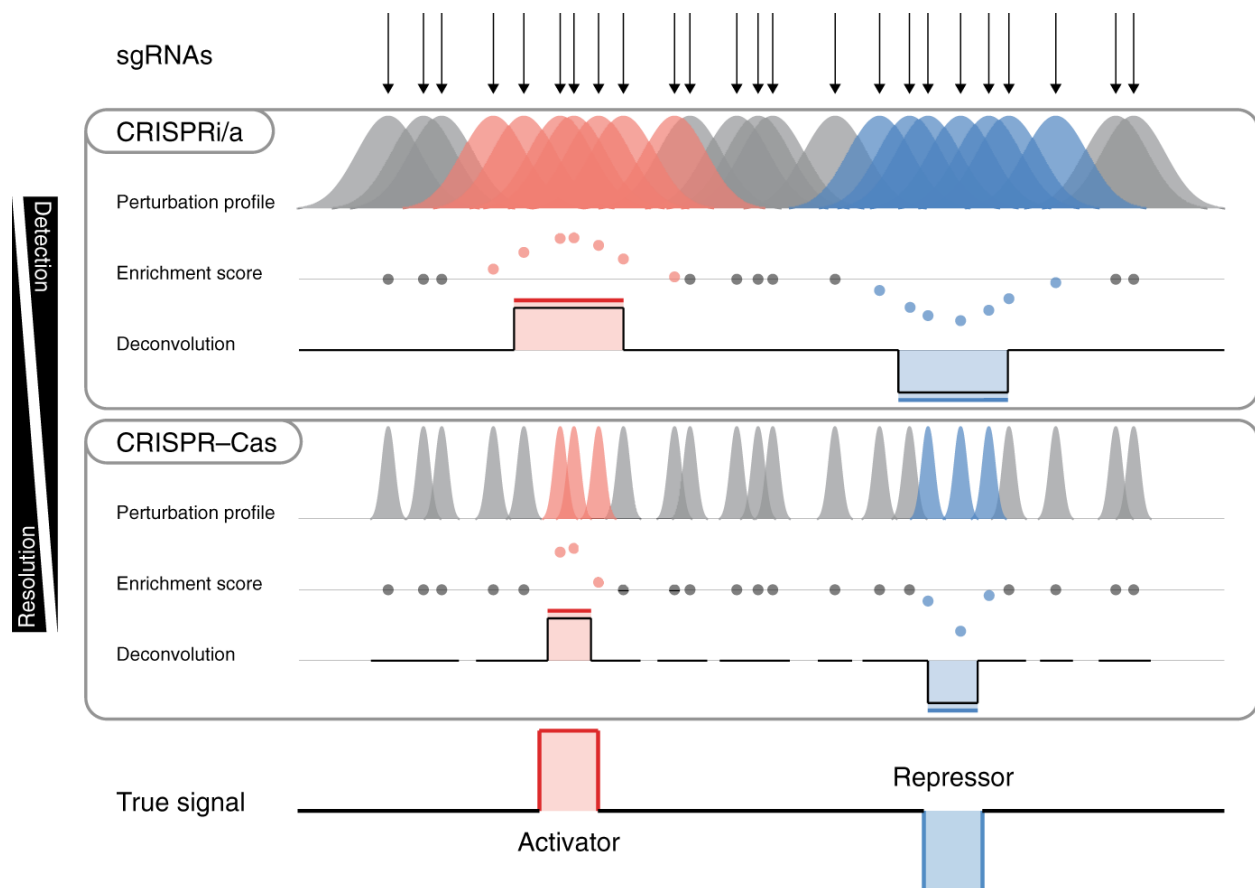 sgRNAs
CRISPRi/a
Perturbation profile
Detection
Enrichment score
Deconvolution
CRISPR–Cas
Perturbation profile
Resolution
Enrichment score
Deconvolution
Repressor
True signal
Activator